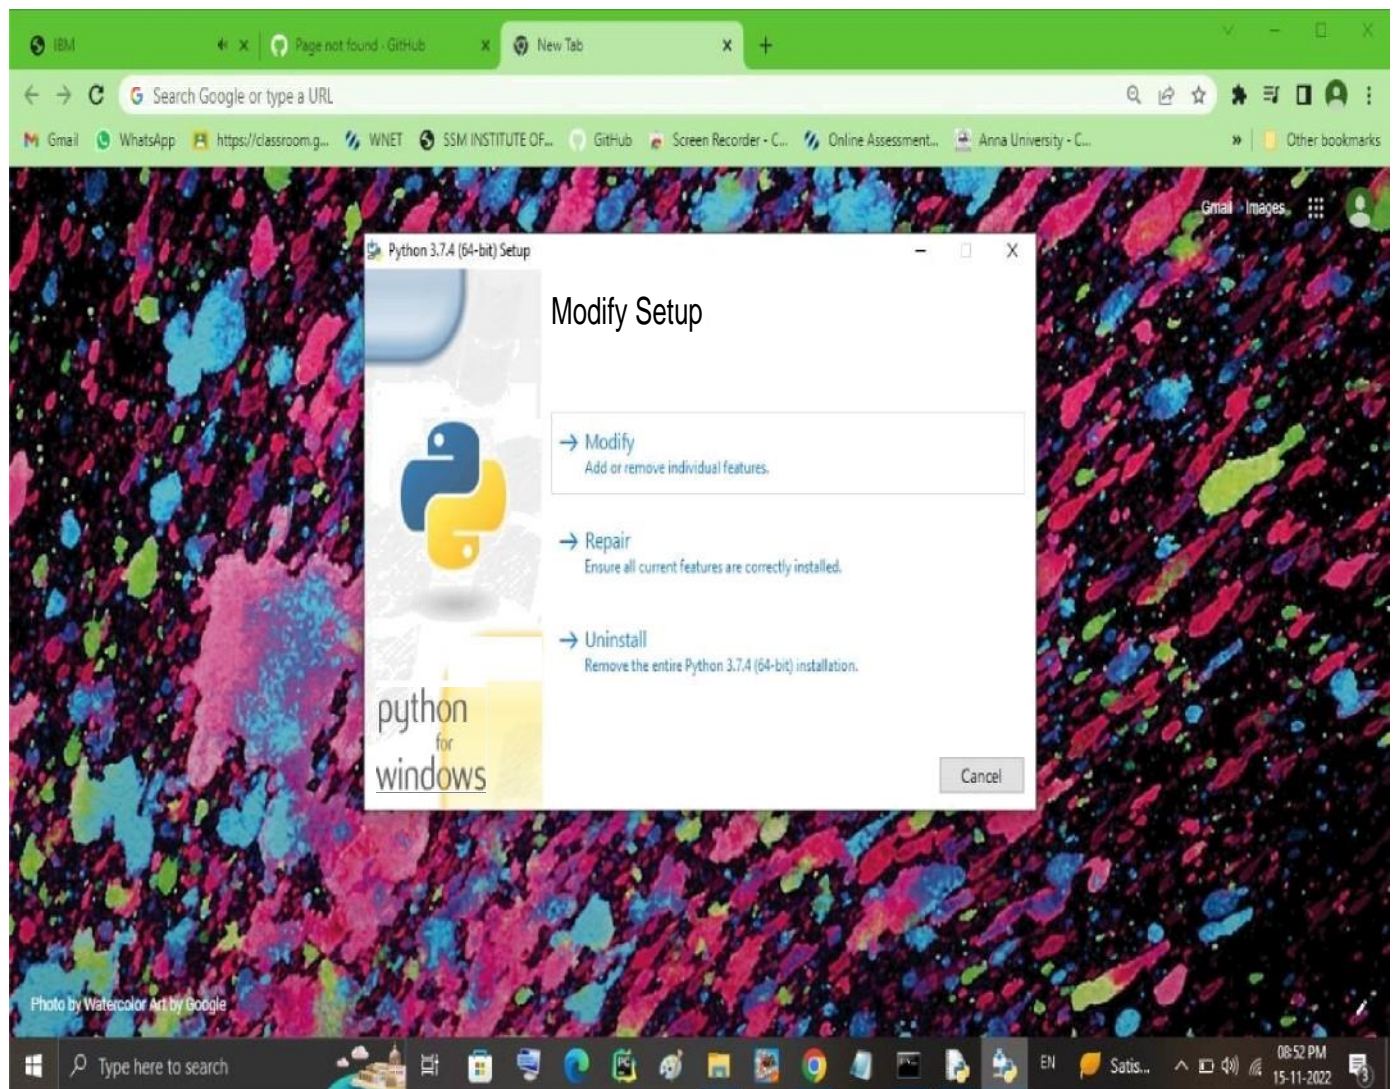 IBM
Page not found · GitHub
New Tab
Search Google or type a URL
Gmail
WhatsApp
https://classroom.g...
WNET
SSM INSTITUTE OF...
GitHub
Screen Recorder - C...
Online Assessment...
Anna University - C...
»
Other bookmarks
Gmail
Images
Python 3.7.4 (64-bit) Setup
Modify Setup
Modify
Add or remove individual features.
Repair
Ensure all current features are correctly installed.
Uninstall
Remove the entire Python 3.7.4 (64-bit) installation.
python
for
windows
Cancel
Photo by Watercolor Art by Google
Type here to search
EN
Satis...
08:52 PM
15-11-2022
3